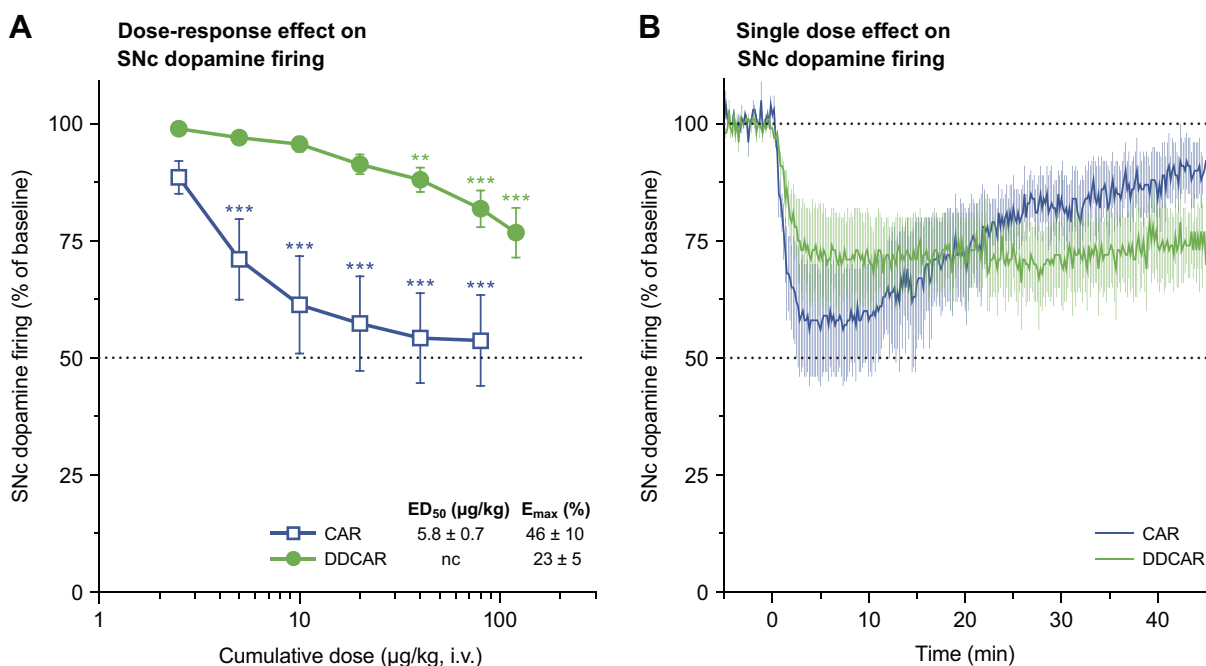 A
Dose-response effect on
SNc dopamine firing
SNc dopamine firing (% of baseline)
100
75
50
25
0
**
***
***
***
***
***
***
***
ED50 (µg/kg) Emax (%)
CAR 5.8 ± 0.7 46 ± 10
DDCAR nc 23 ± 5
1 10 100
Cumulative dose (µg/kg, i.v.)
B
Single dose effect on
SNc dopamine firing
SNc dopamine firing (% of baseline)
100
75
50
25
0
CAR
DDCAR
0 10 20 30 40
Time (min)